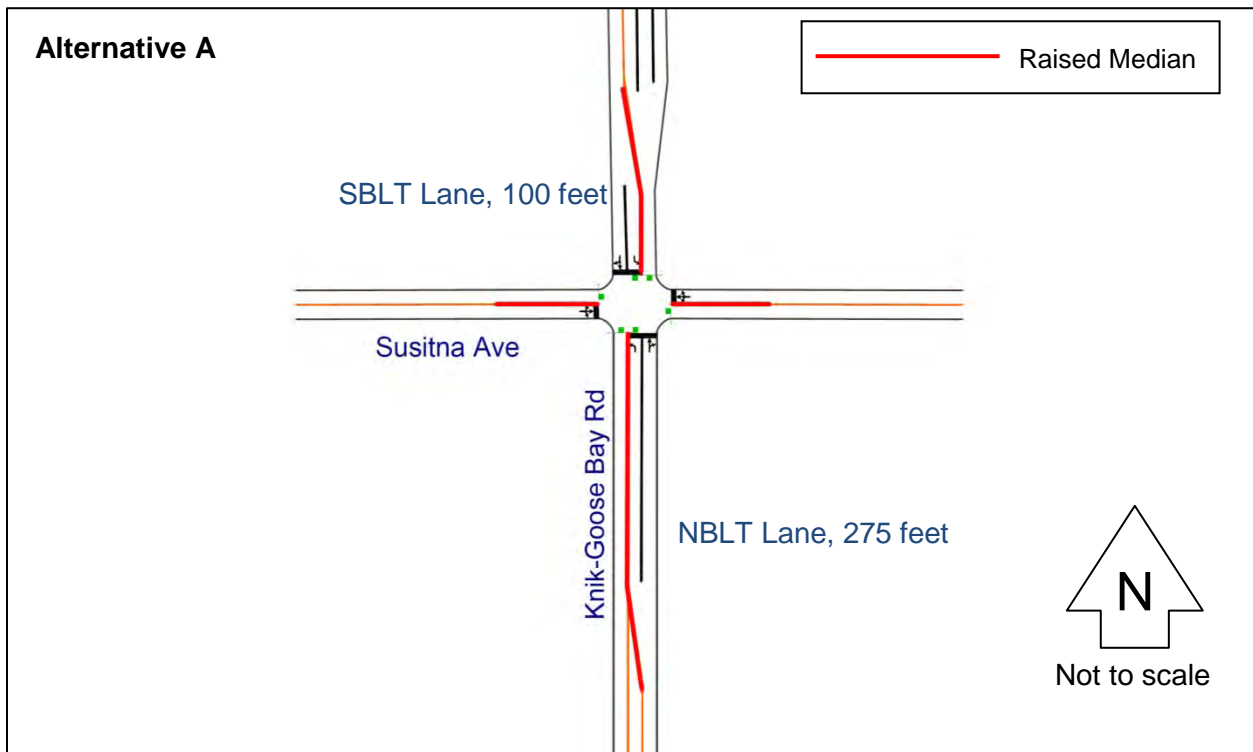 Alternative A
Raised Median
SBLT Lane, 100 feet
Susitna Ave
Knik-Goose Bay Rd
NBLT Lane, 275 feet
N
Not to scale